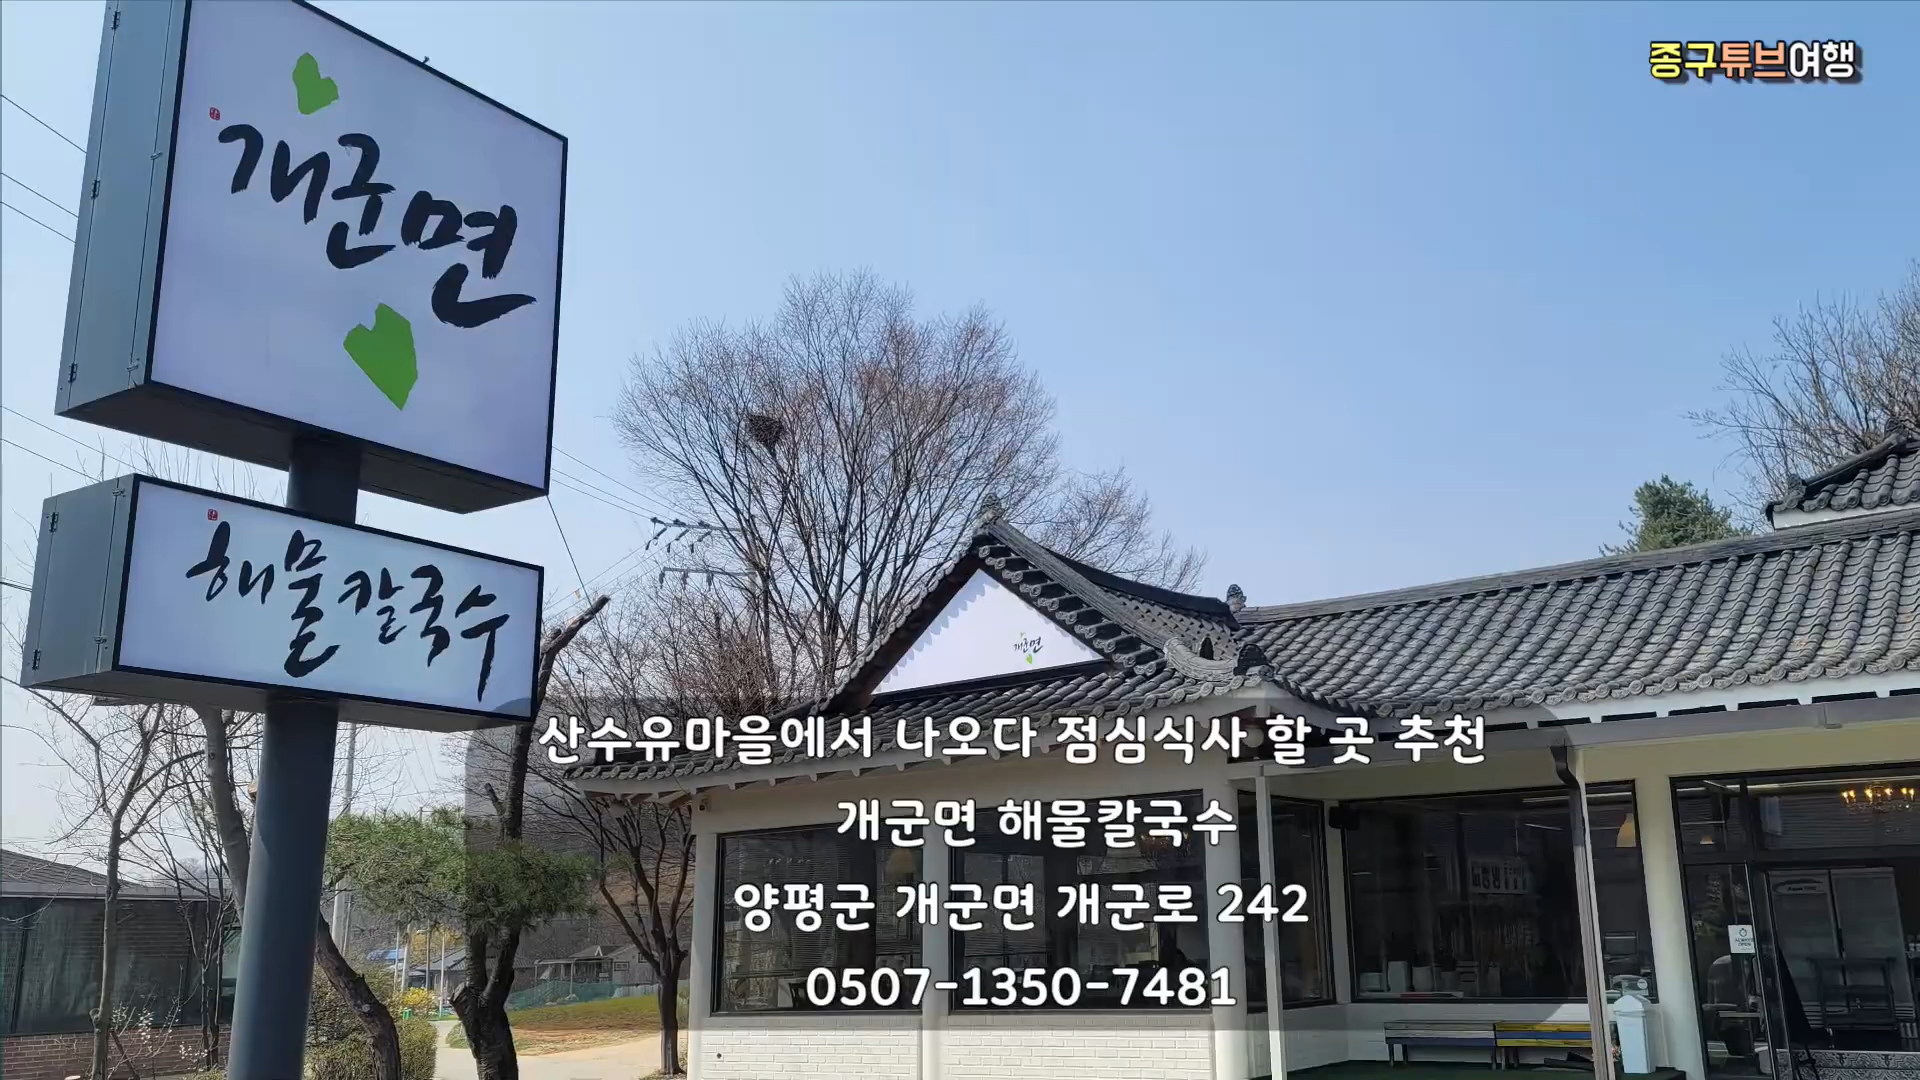 종구튜브여행
개군면
해물칼국수
개군면
산수유마을에서 나오다 점심식사 할 곳 추천
개군면 해물칼국수
양평군 개군면 개군로 242
0507-1350-7481